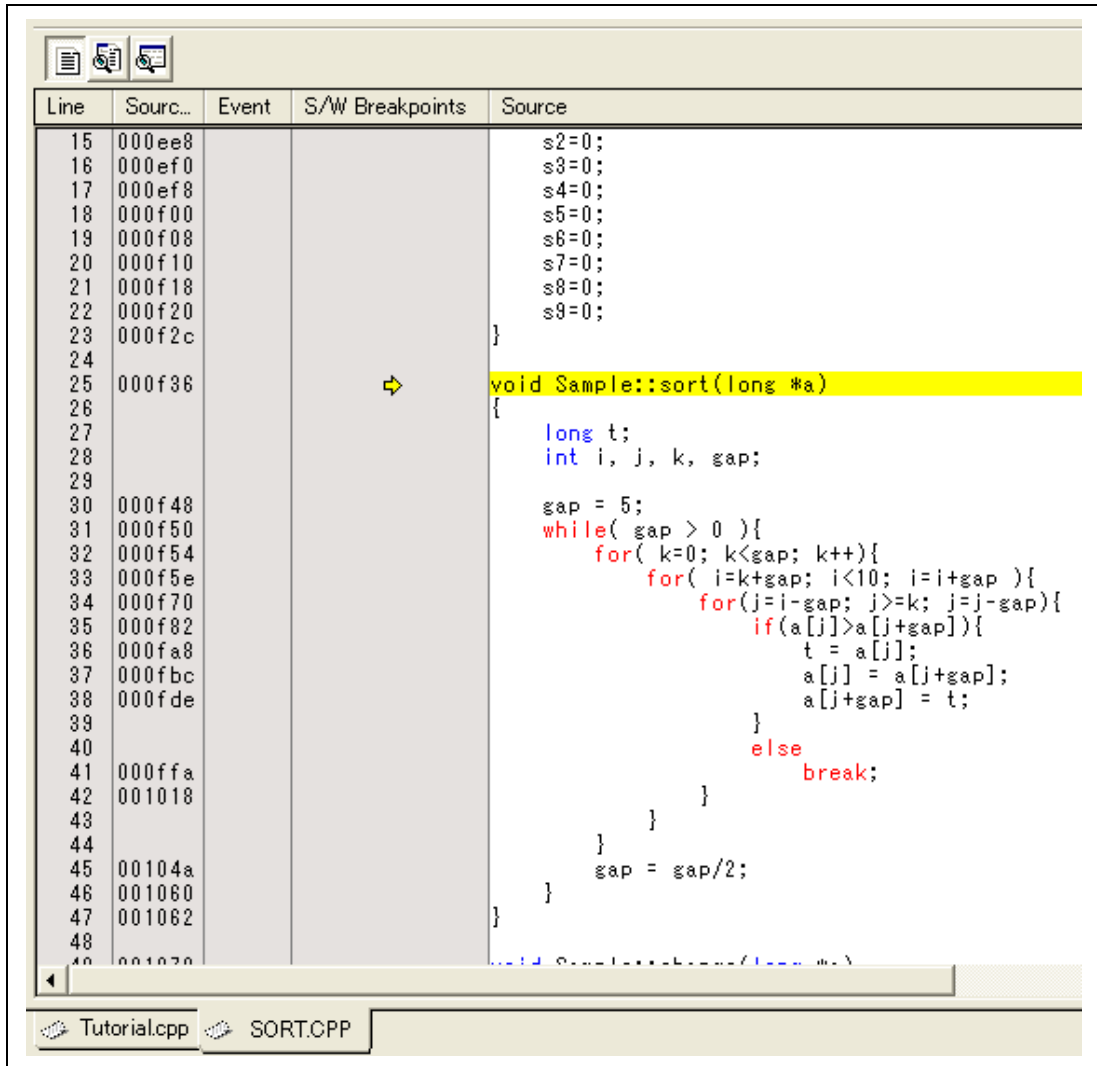 Line Sourc... Event S/W Breakpoints Source
15 000ee8 s2=0;
16 000ef0 s3=0;
17 000ef8 s4=0;
18 000f00 s5=0;
19 000f08 s6=0;
20 000f10 s7=0;
21 000f18 s8=0;
22 000f20 s9=0;
23 000f2c }
24
25 000f36 void Sample::sort(long *a)
26 {
27 long t;
28 int i, j, k, gap;
29
30 000f48 gap = 5;
31 000f50 while( gap > 0 ){
32 000f54 for( k=0; k<gap; k++){
33 000f5e for( i=k+gap; i<10; i=i+gap ){
34 000f70 for(j=i-gap; j>=k; j=j-gap){
35 000f82 if(a[j]>a[j+gap]){
36 000fa8 t = a[j];
37 000fbc a[j] = a[j+gap];
38 000fde a[j+gap] = t;
39 }
40 else
41 000ffa break;
42 001018 }
43 }
44 }
45 00104a gap = gap/2;
46 001060 }
47 001062 }
48
Tutorial.cpp SORT.CPP